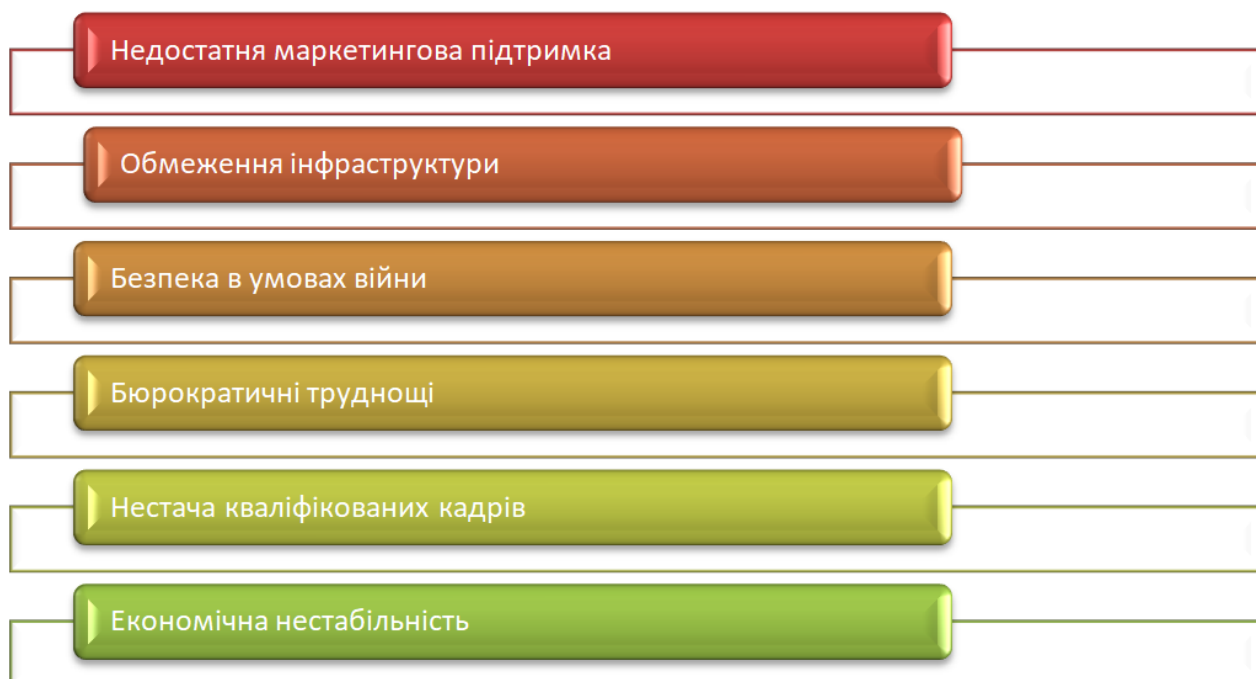 Недостатня маркетингова підтримка
Обмеження інфраструктури
Безпека в умовах війни
Бюрократичні труднощі
Нестача кваліфікованих кадрів
Економічна нестабільність